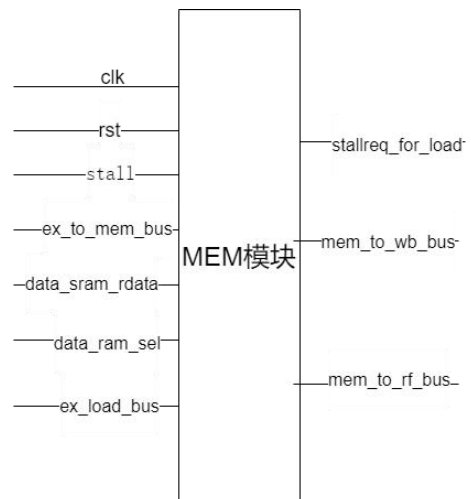 clk
rst
stall
ex_to_mem_bus
data_sram_rdata
data_ram_sel
ex_load_bus
MEM模块
stallreq_for_load
mem_to_wb_bus
mem_to_rf_bus